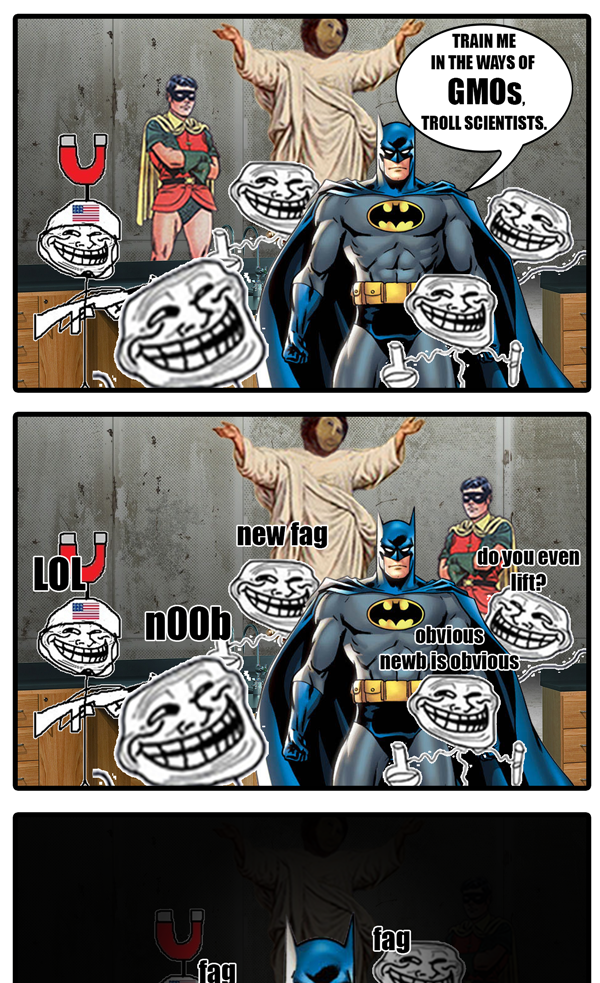 TRAIN ME
IN THE WAYS OF
GMOs,
TROLL SCIENTISTS.
new fag
do you even
lift?
LOL
n00b
obvious
newb is obvious
fag
fag